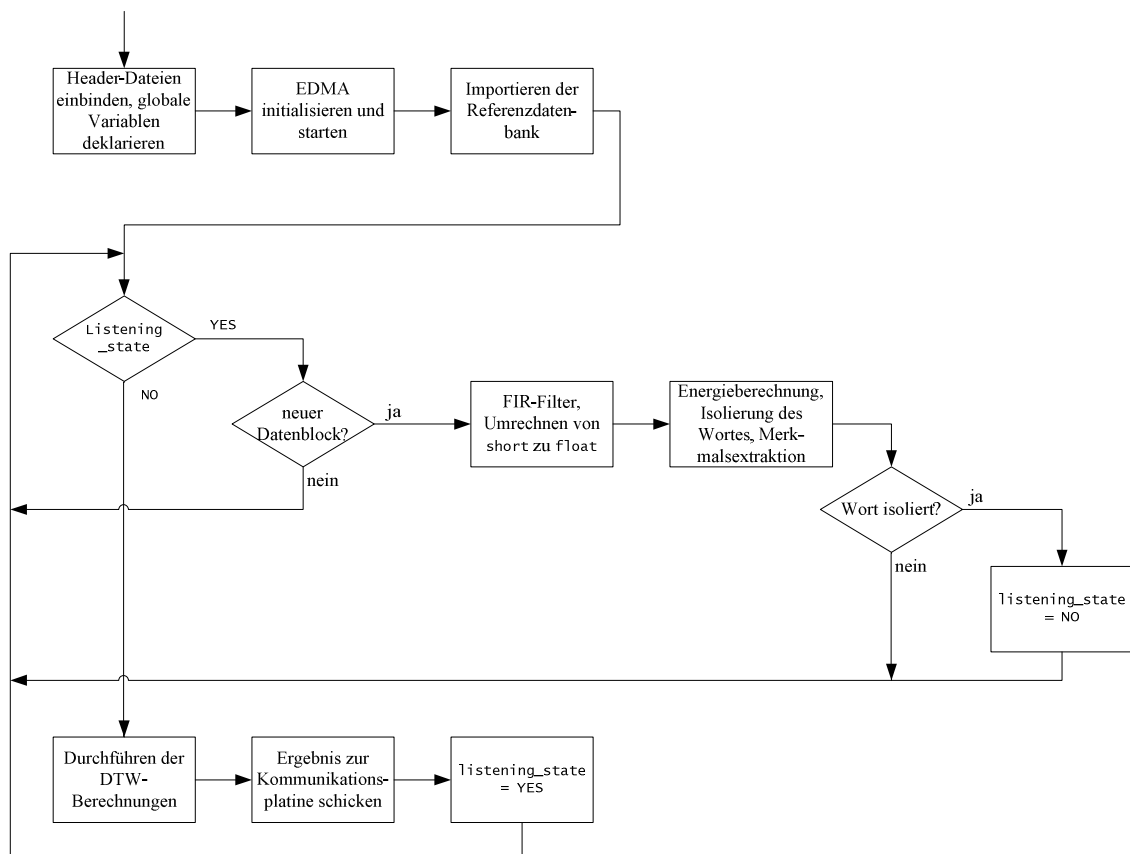 Header-Dateien
einbinden, globale
Variablen
deklarieren
EDMA
initialisieren und
starten
Importieren der
Referenzdaten-
bank
Listening
_state
YES
NO
neuer
Datenblock?
ja
nein
FIR-Filter,
Umrechnen von
short zu float
Energieberechnung,
Isolierung des
Wortes, Merk-
malsextraktion
Wort isoliert?
ja
nein
listening_state
= NO
Durchführen der
DTW-
Berechnungen
Ergebnis zur
Kommunikations-
platine schicken
listening_state
= YES